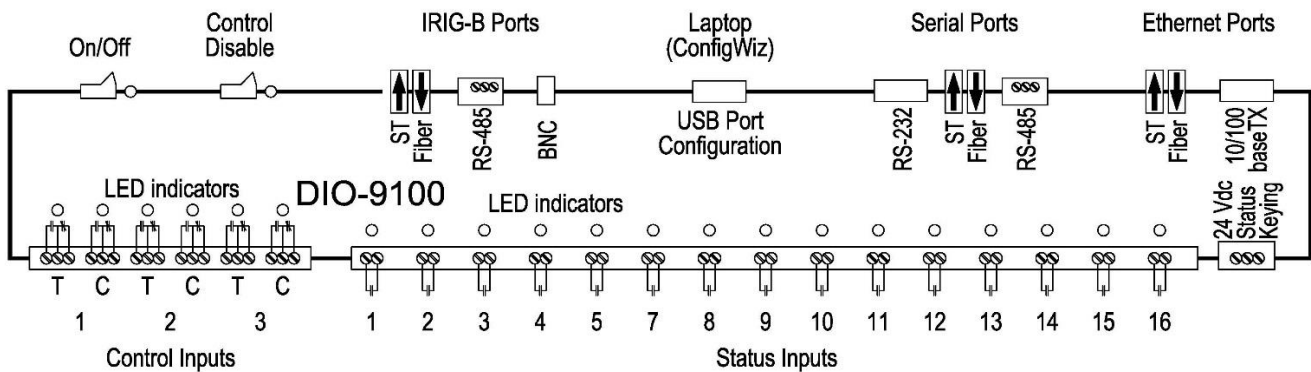 On/Off
Control
Disable
IRIG-B Ports
Laptop
(ConfigWiz)
Serial Ports
Ethernet Ports
ST
Fiber
RS-485
BNC
USB Port
Configuration
RS-232
ST
Fiber
RS-485
ST
Fiber
10/100
baseTX
LED indicators
DIO-9100
LED indicators
24 Vdc
Status
Keying
T C T C T C
1 2 3
1 2 3 4 5 7 8 9 10 11 12 13 14 15 16
Control Inputs
Status Inputs